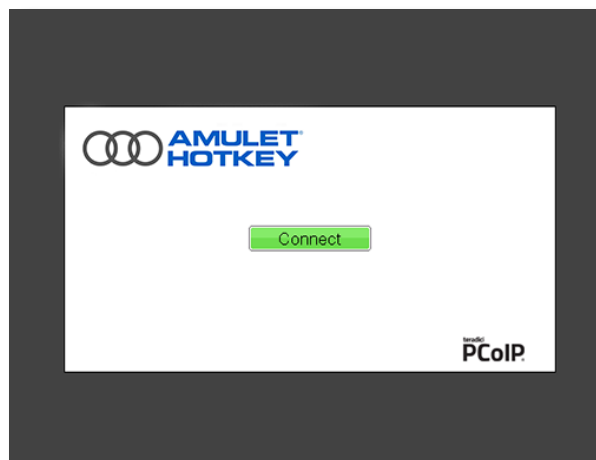 AMULET®
HOTKEY
Connect
teradici
PCoIP.